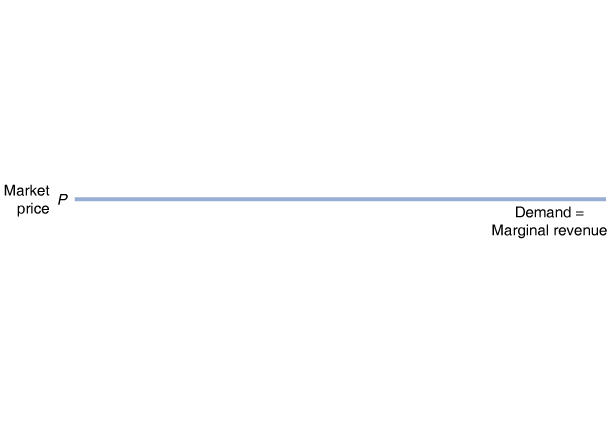 Market
price
P
Demand =
Marginal revenue